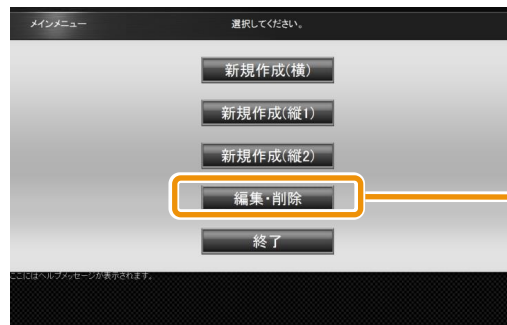 メインメニュー
選択してください。
新規作成(横)
新規作成(縦1)
新規作成(縦2)
編集・削除
終了
ここにはヘルプメッセージが表示されます。